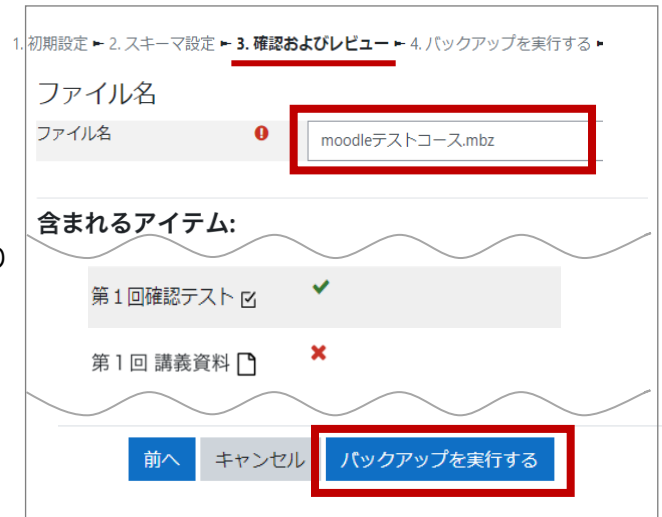 1. 初期設定 ► 2. スキーマ設定 ► 3. 確認およびレビュー ► 4. バックアップを実行する ►
ファイル名
ファイル名 moodleテストコース.mbz
含まれるアイテム:
第1回確認テスト
第1回 講義資料
前へ キャンセル バックアップを実行する